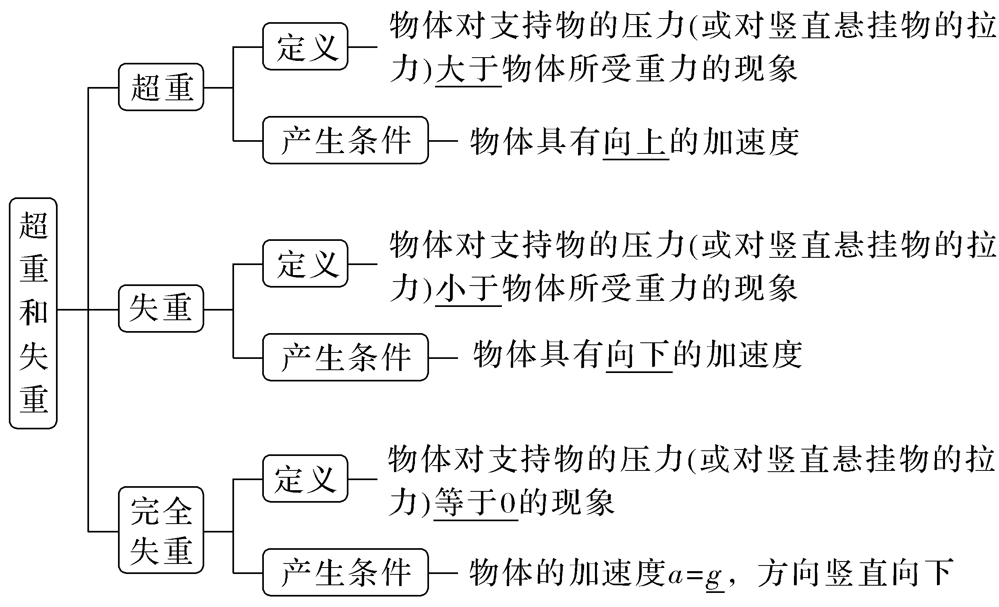 超重和失重
超重
定义
物体对支持物的压力(或对竖直悬挂物的拉
力)大于物体所受重力的现象
产生条件
物体具有向上的加速度
失重
定义
物体对支持物的压力(或对竖直悬挂物的拉
力)小于物体所受重力的现象
产生条件
物体具有向下的加速度
完全
失重
定义
物体对支持物的压力(或对竖直悬挂物的拉
力)等于0的现象
产生条件
物体的加速度a=g，方向竖直向下